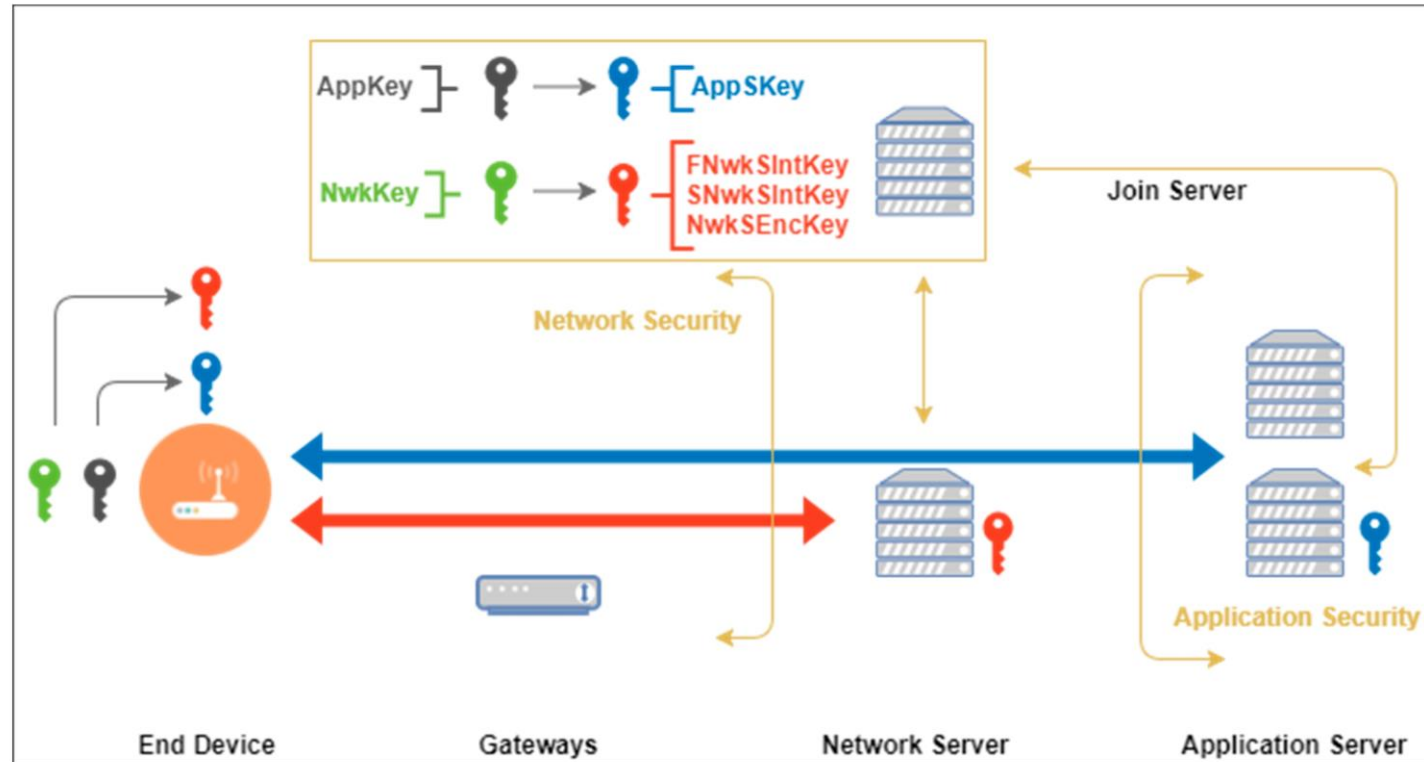 AppKey
AppSKey
NwkKey
FNwkSIntKey
SNwkSIntKey
NwkSEncKey
Join Server
Network Security
Application Security
End Device
Gateways
Network Server
Application Server